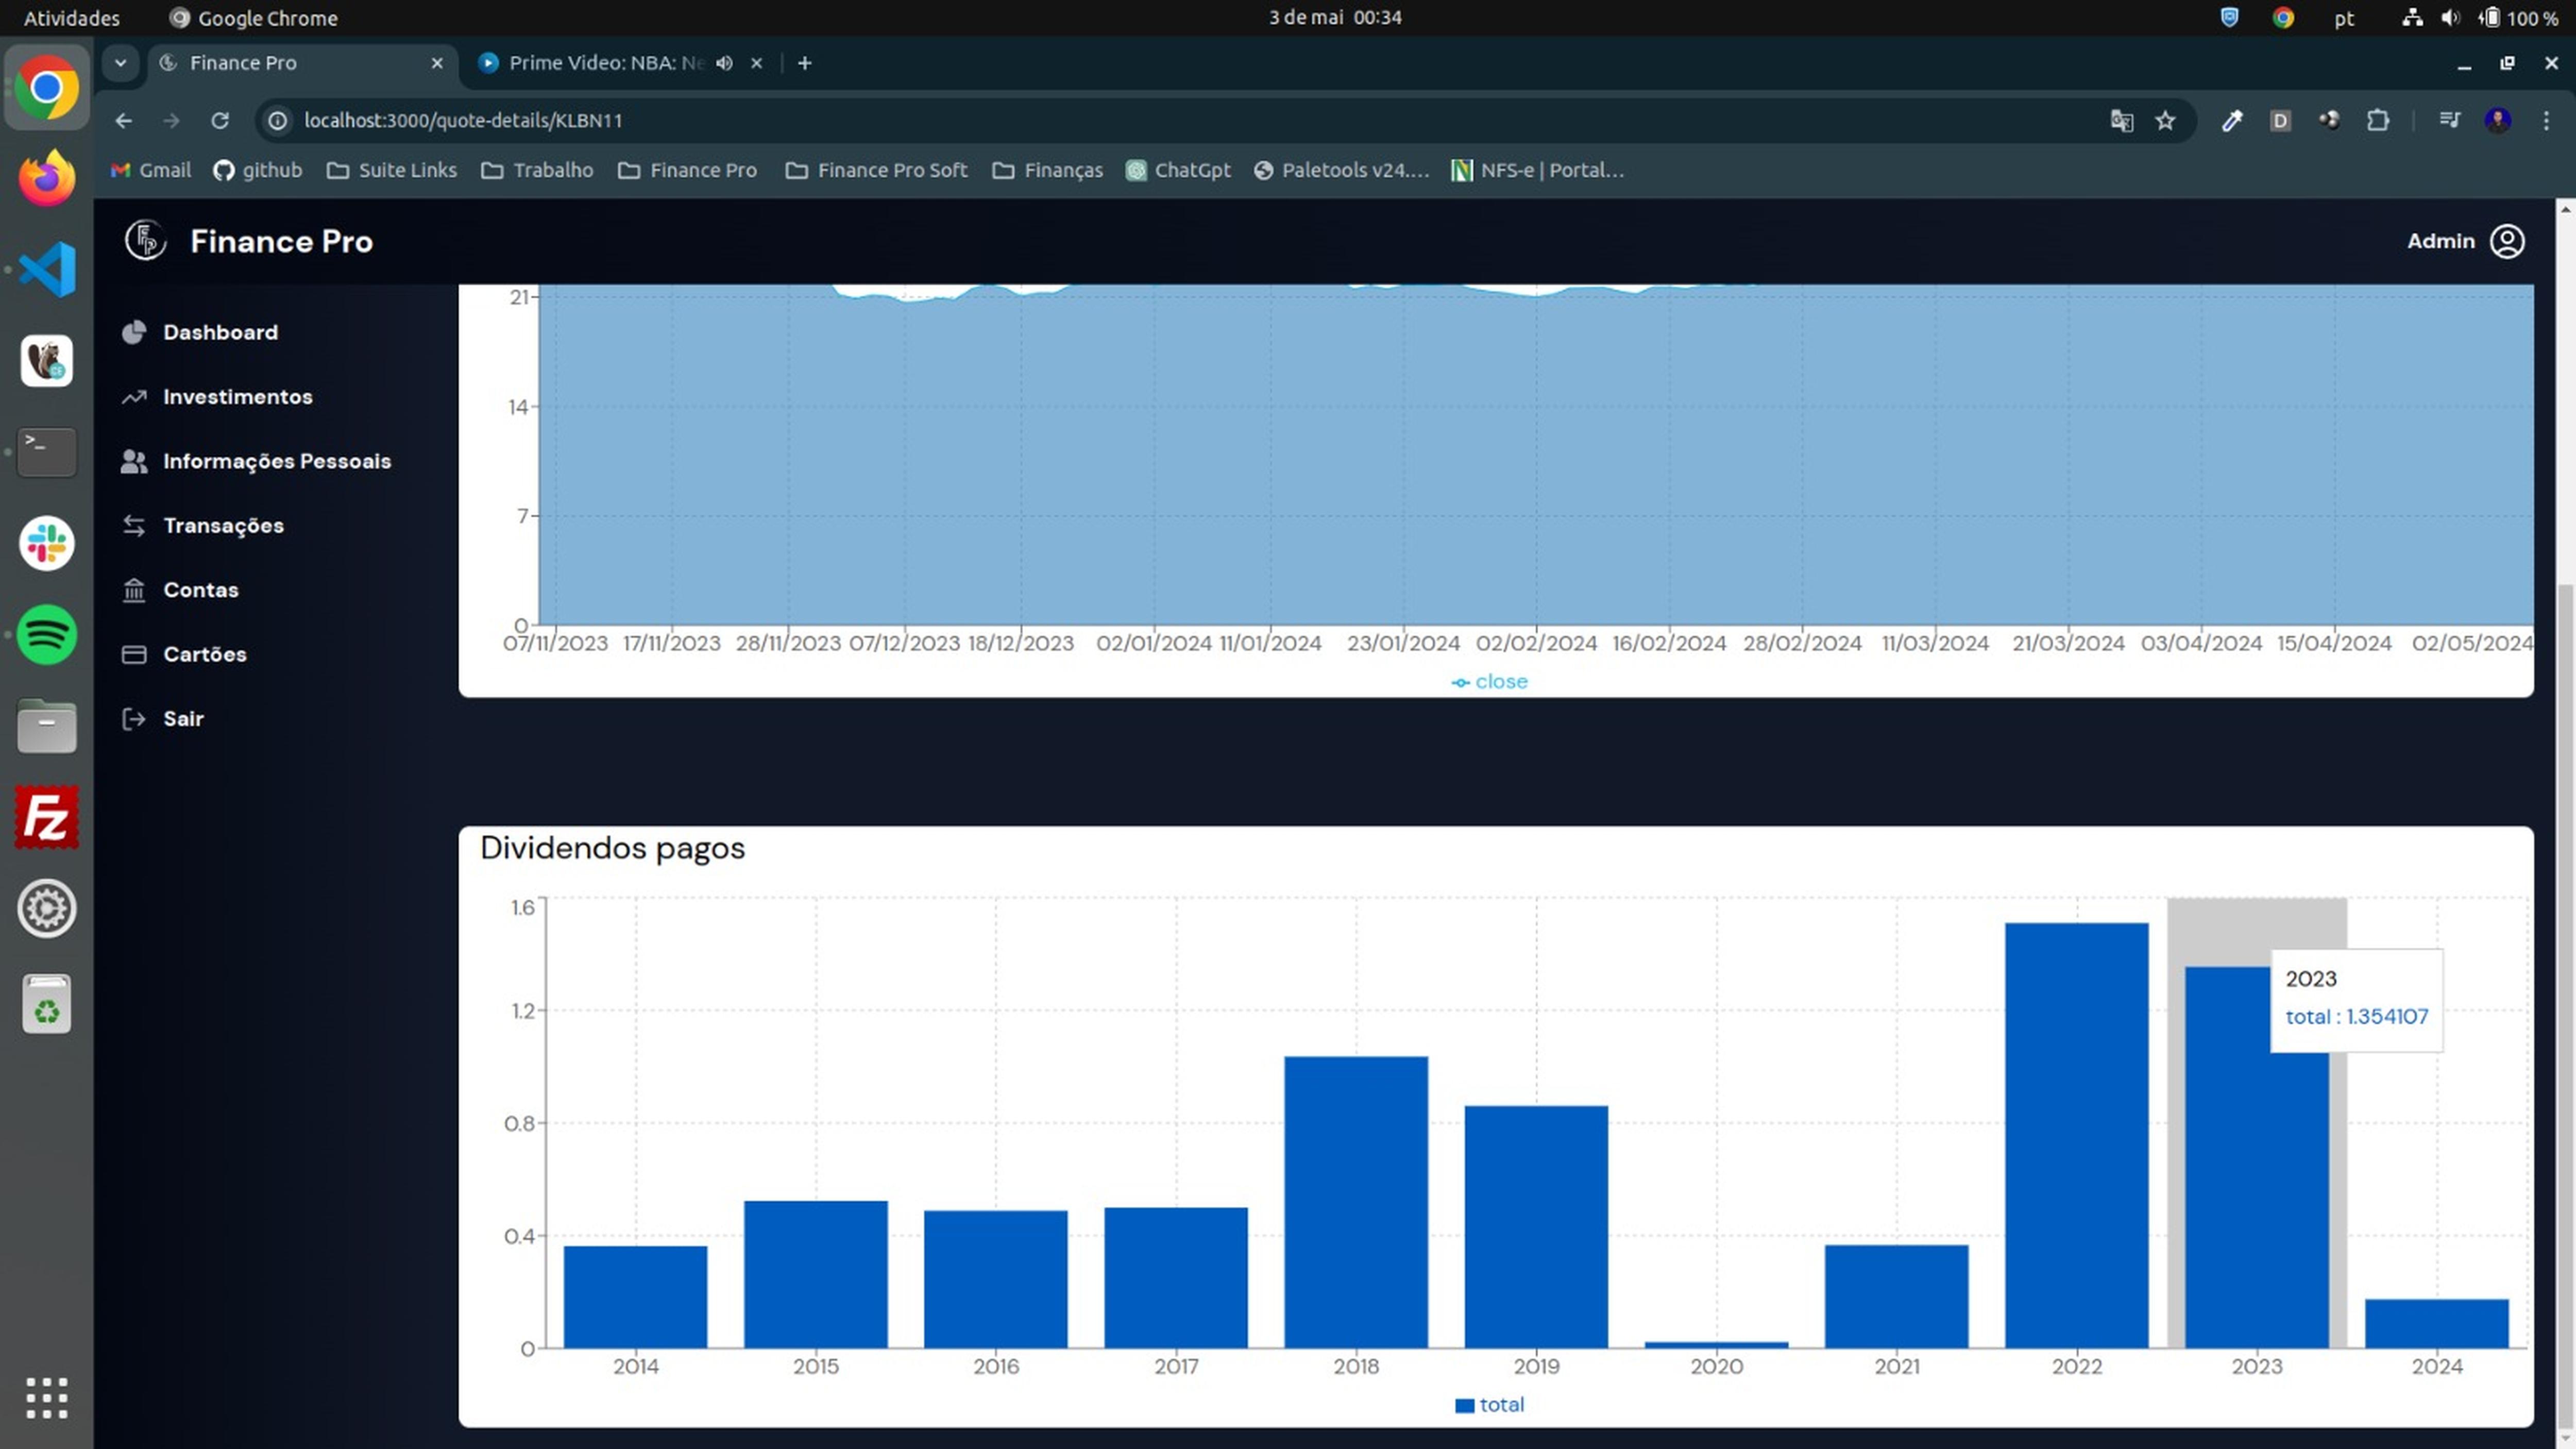 Atividades Google Chrome 3 de mai 00:34 pt 100 %
Finance Pro Prime Video: NBA: Ne
localhost:3000/quote-details/KLBN11
Gmail github Suite Links Trabalho Finance Pro Finance Pro Soft Finanças ChatGpt Paletools v24.... NFS-e | Portal...
Finance Pro Admin
Dashboard
Investimentos
Informações Pessoais
Transações
Contas
Cartões
Sair
21
14
7
0
07/11/2023 17/11/2023 28/11/2023 07/12/2023 18/12/2023 02/01/2024 11/01/2024 23/01/2024 02/02/2024 16/02/2024 28/02/2024 11/03/2024 21/03/2024 03/04/2024 15/04/2024 02/05/2024
close
Dividendos pagos
1.6
1.2
0.8
0.4
0
2023
total : 1.354107
2014 2015 2016 2017 2018 2019 2020 2021 2022 2023 2024
total